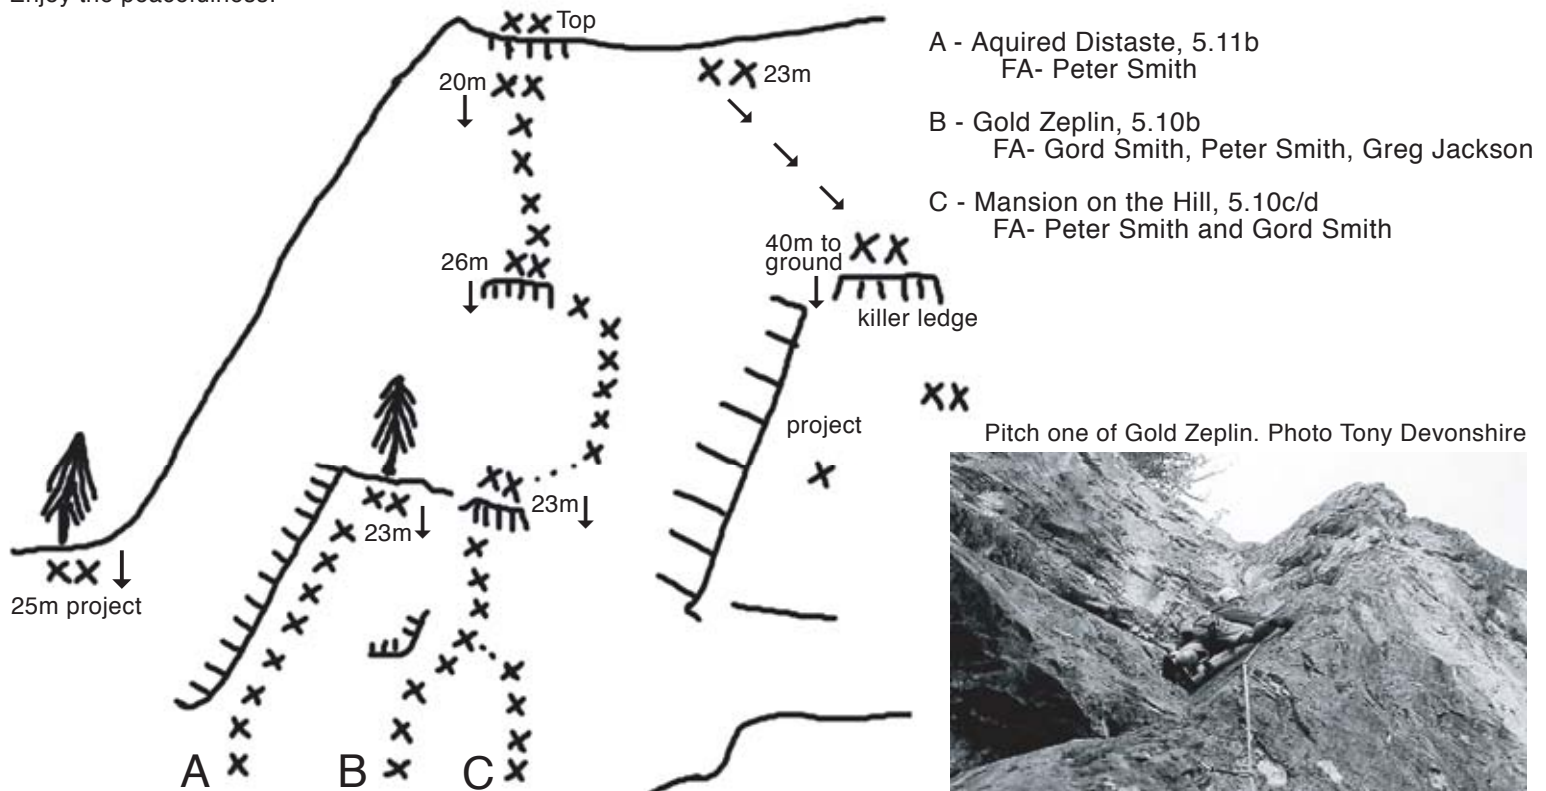 Enjoy the peacefulness.
Top
20m
23m
26m
40m to
ground
killer ledge
project
23m
23m
25m project
A
B
C
A - Aquired Distaste, 5.11b
FA- Peter Smith
B - Gold Zeplin, 5.10b
FA- Gord Smith, Peter Smith, Greg Jackson
C - Mansion on the Hill, 5.10c/d
FA- Peter Smith and Gord Smith
Pitch one of Gold Zeplin. Photo Tony Devonshire